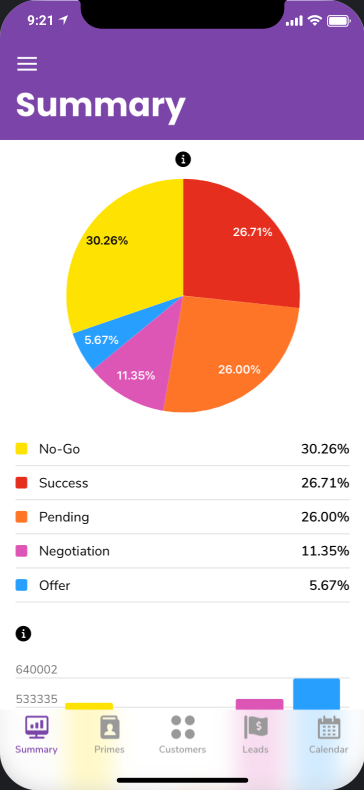 9:21
Summary
30.26%
26.71%
5.67%
11.35%
26.00%
No-Go 30.26%
Success 26.71%
Pending 26.00%
Negotiation 11.35%
Offer 5.67%
640002
533335
Summary Primes Customers Leads Calendar